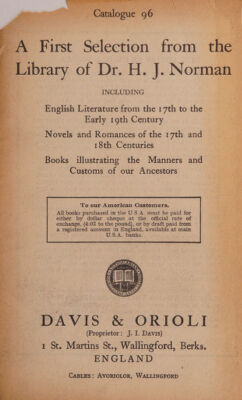 Catalogue 96
A First Selection from the
Library of Dr. H. J. Norman
INCLUDING
English Literature from the 17th to the
Early 19th Century
Novels and Romances of the 17th and
18th Centuries
Books illustrating the Manners and
Customs of our Ancestors
To our American Customers.
All books purchased in the U S A must be paid for
either by dollar cheque at the official rate of
exchange, (4.03 to the pound), or by draft paid from
a registered account in England, available at main
U.S.A. banks.
DAVIS & ORIOLI
(Proprietor: J. I. DAVIS)
1 St. Martins St., Wallingford, Berks.
ENGLAND
CABLES: AVORIOLOR, WALLINGFORD